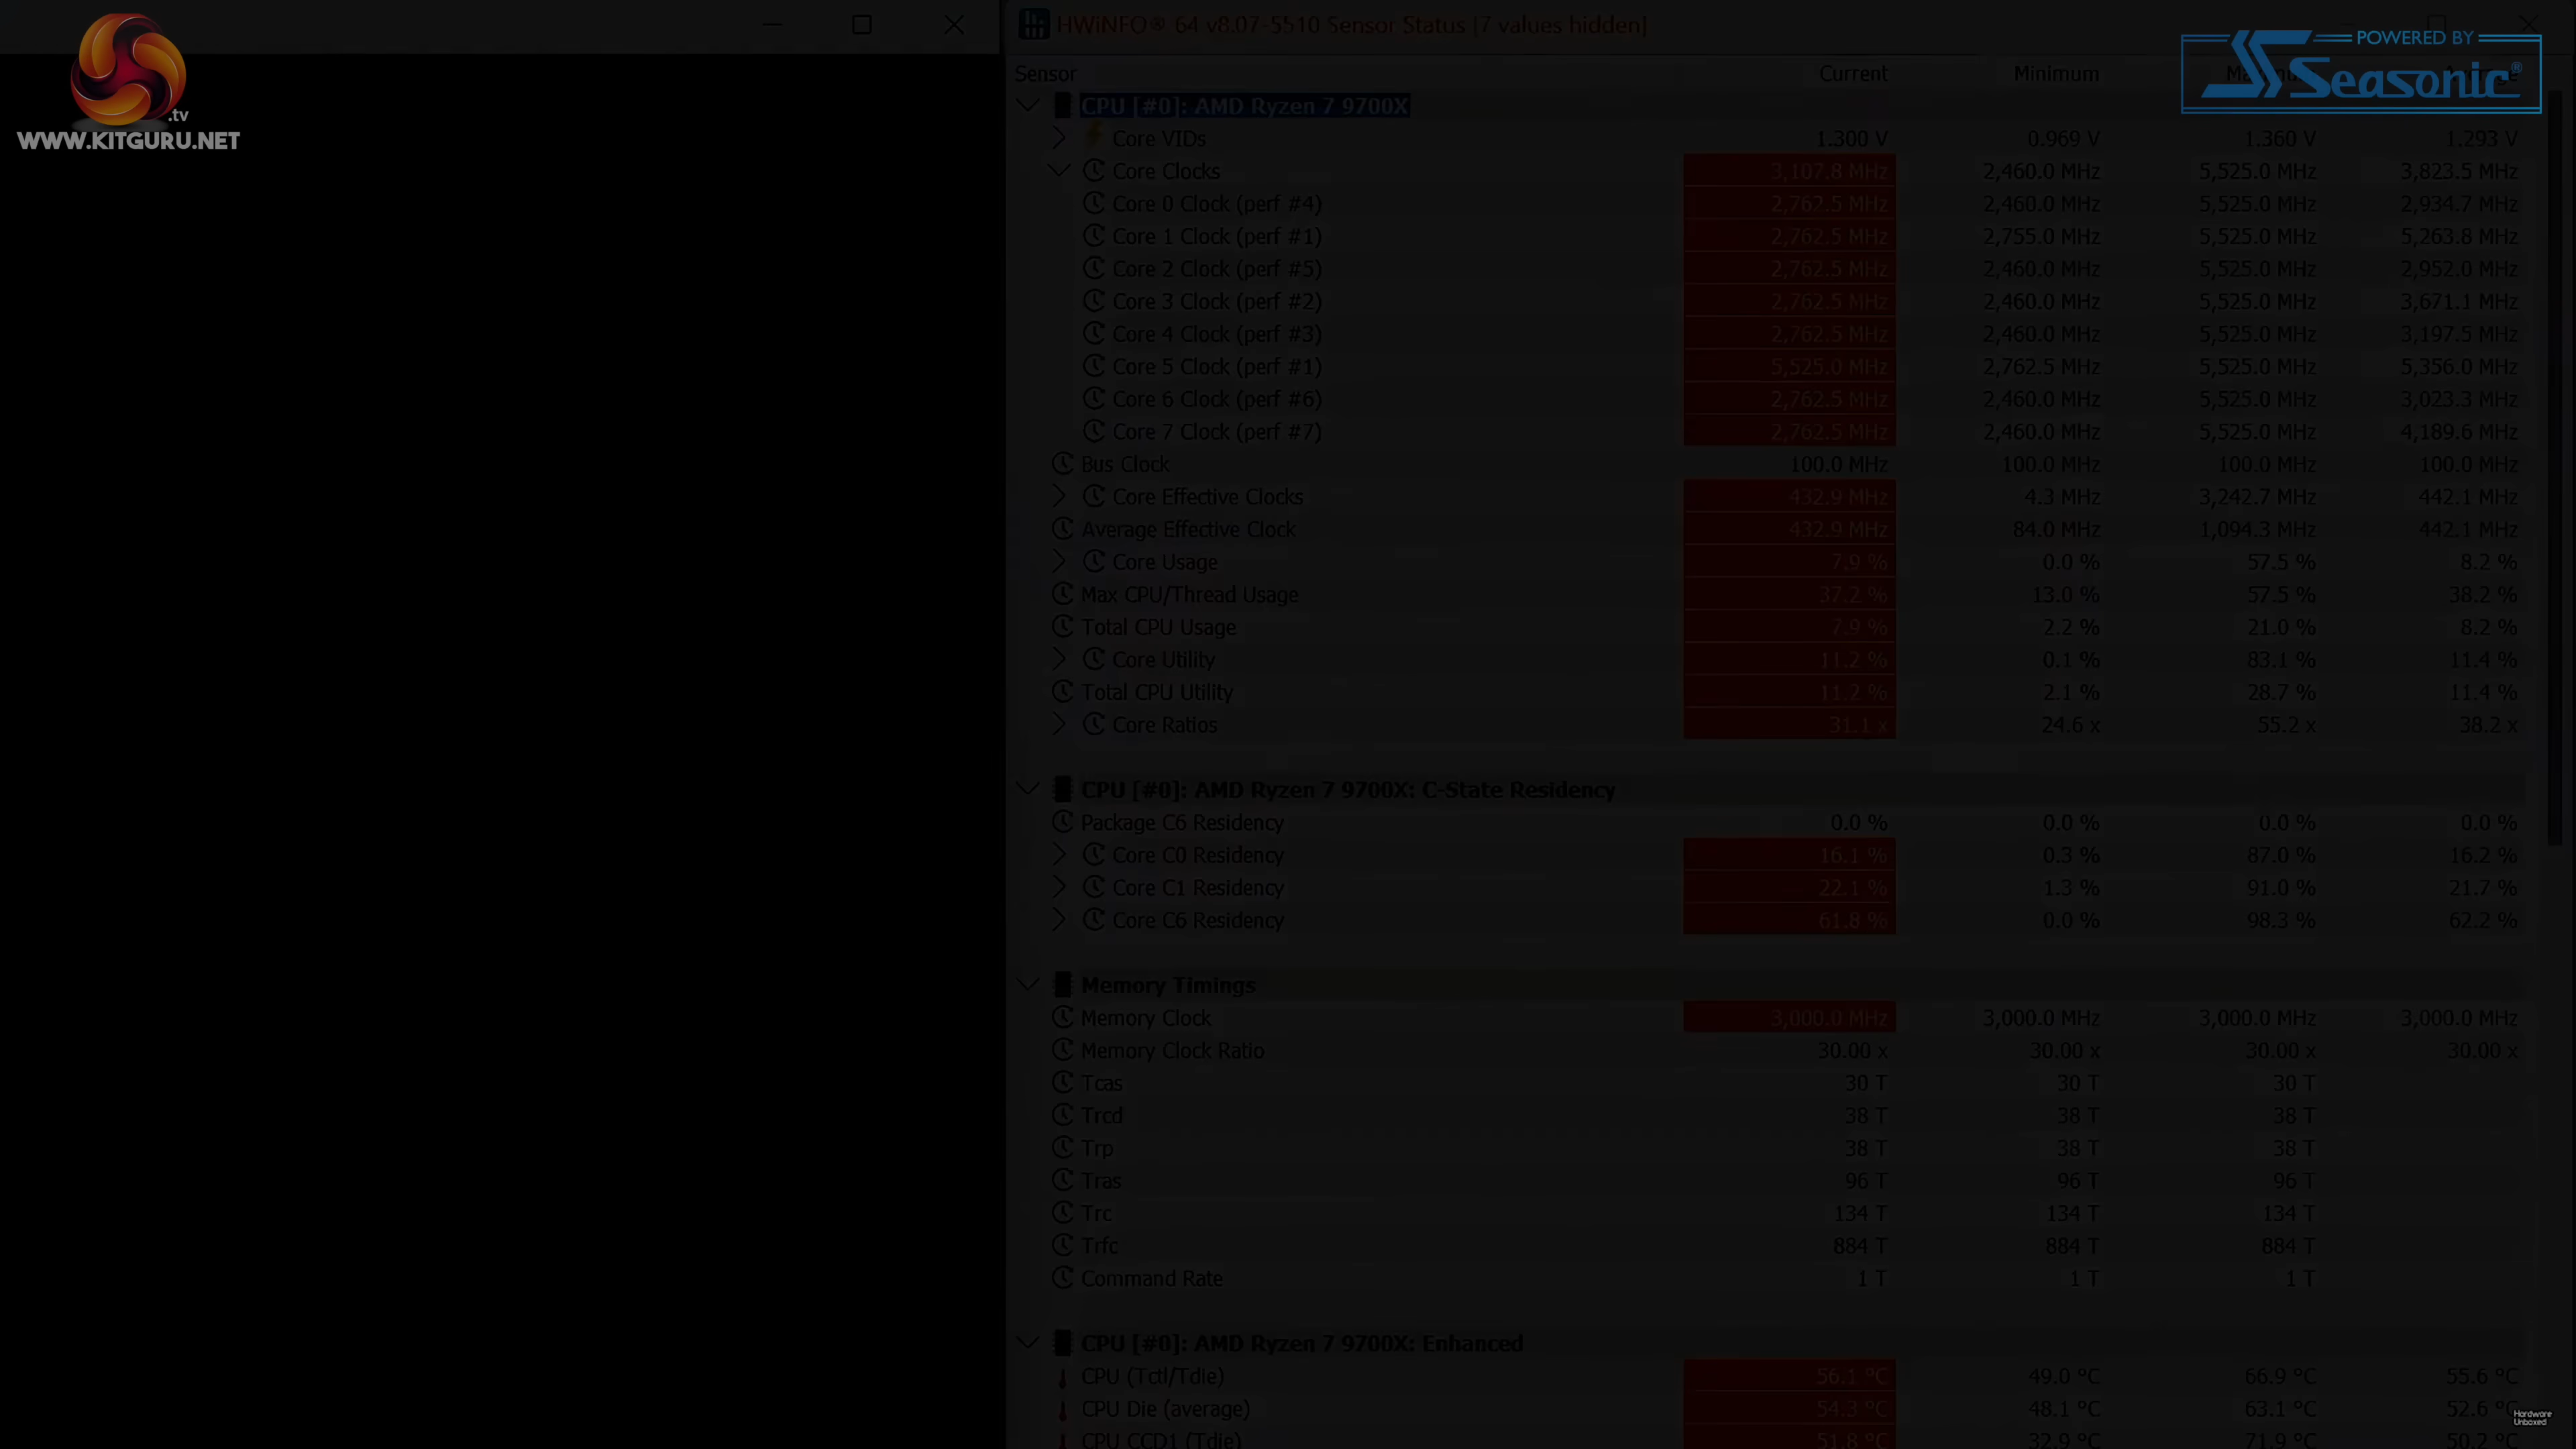 HWiNFO® 64 v8.07-5510 Sensor Status [7 values hidden]
POWERED BY
Seasonic®
.tv
WWW.KITGURU.NET
Sensor Current Minimum
CPU [#0]: AMD Ryzen 7 9700X
Core VIDs 1.300 V 0.969 V 1.360 V 1.293 V
Core Clocks 3,107.8 MHz 2,460.0 MHz 5,525.0 MHz 3,823.5 MHz
Core 0 Clock (perf #4) 2,762.5 MHz 2,460.0 MHz 5,525.0 MHz 2,934.7 MHz
Core 1 Clock (perf #1) 2,762.5 MHz 2,755.0 MHz 5,525.0 MHz 5,263.8 MHz
Core 2 Clock (perf #5) 2,762.5 MHz 2,460.0 MHz 5,525.0 MHz 2,952.0 MHz
Core 3 Clock (perf #2) 2,762.5 MHz 2,460.0 MHz 5,525.0 MHz 3,671.1 MHz
Core 4 Clock (perf #3) 2,762.5 MHz 2,460.0 MHz 5,525.0 MHz 3,197.5 MHz
Core 5 Clock (perf #1) 5,525.0 MHz 2,762.5 MHz 5,525.0 MHz 5,356.0 MHz
Core 6 Clock (perf #6) 2,762.5 MHz 2,460.0 MHz 5,525.0 MHz 3,023.3 MHz
Core 7 Clock (perf #7) 2,762.5 MHz 2,460.0 MHz 5,525.0 MHz 4,189.6 MHz
Bus Clock 100.0 MHz 100.0 MHz 100.0 MHz 100.0 MHz
Core Effective Clocks 432.9 MHz 4.3 MHz 3,242.7 MHz 442.1 MHz
Average Effective Clock 432.9 MHz 84.0 MHz 1,094.3 MHz 442.1 MHz
Core Usage 7.9 % 0.0 % 57.5 % 8.2 %
Max CPU/Thread Usage 37.2 % 13.0 % 57.5 % 38.2 %
Total CPU Usage 7.9 % 2.2 % 21.0 % 8.2 %
Core Utility 11.2 % 0.1 % 83.1 % 11.4 %
Total CPU Utility 11.2 % 2.1 % 28.7 % 11.4 %
Core Ratios 31.1 x 24.6 x 55.2 x 38.2 x
CPU [#0]: AMD Ryzen 7 9700X: C-State Residency
Package C6 Residency 0.0 % 0.0 % 0.0 % 0.0 %
Core C0 Residency 16.1 % 0.3 % 87.0 % 16.2 %
Core C1 Residency 22.1 % 1.3 % 91.0 % 21.7 %
Core C6 Residency 61.8 % 0.0 % 98.3 % 62.2 %
Memory Timings
Memory Clock 3,000.0 MHz 3,000.0 MHz 3,000.0 MHz 3,000.0 MHz
Memory Clock Ratio 30.00 x 30.00 x 30.00 x 30.00 x
Tcas 30 T 30 T 30 T
Trcd 38 T 38 T 38 T
Trp 38 T 38 T 38 T
Tras 96 T 96 T 96 T
Trc 134 T 134 T 134 T
Trfc 884 T 884 T 884 T
Command Rate 1 T 1 T 1 T
CPU [#0]: AMD Ryzen 7 9700X: Enhanced
CPU (Tctl/Tdie) 56.1 °C 49.0 °C 66.9 °C 55.6 °C
CPU Die (average) 54.3 °C 48.1 °C 63.1 °C 52.6 °C
CPU CCD1 (Tdie) 51.8 °C 32.9 °C 71.9 °C 50.2 °C
Hardware
Unboxed